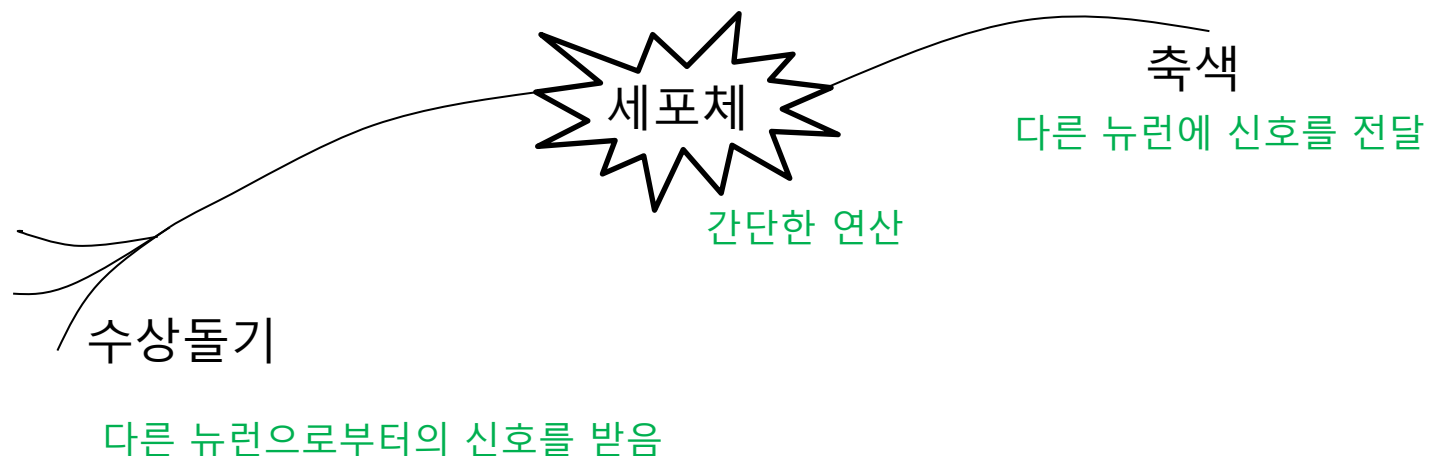 세포체
축색
다른 뉴런에 신호를 전달
간단한 연산
수상돌기
다른 뉴런으로부터의 신호를 받음